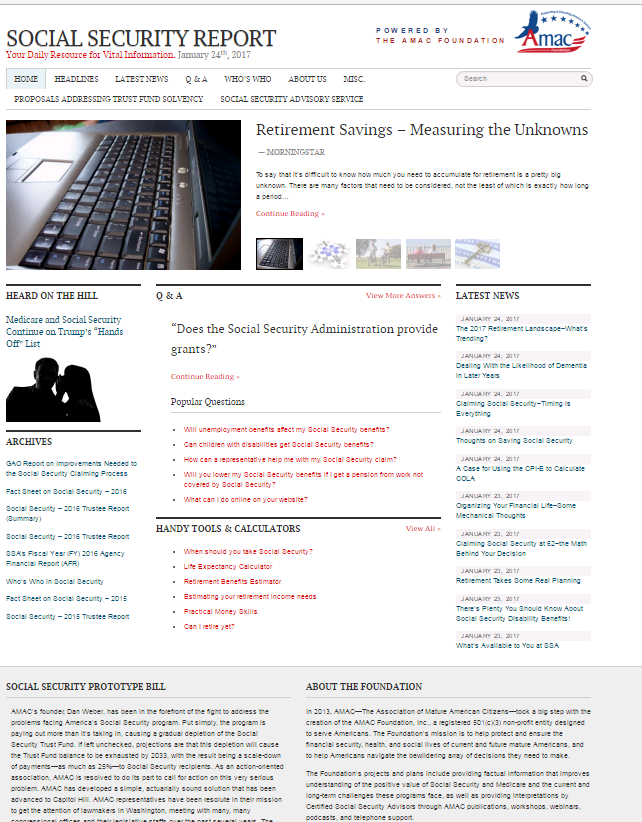 SOCIAL SECURITY REPORT
Your Daily Resource for Vital Information. January 24th, 2017
POWERED BY
THE AMAC FOUNDATION
Amac
HOME HEADLINES LATEST NEWS Q & A WHO'S WHO ABOUT US MISC.
Search
PROPOSALS ADDRESSING TRUST FUND SOLVENCY SOCIAL SECURITY ADVISORY SERVICE
Retirement Savings – Measuring the Unknowns
— MORNINGSTAR
To say that it's difficult to know how much you need to accumulate for retirement is a pretty big
unknown. There are many factors that need to be considered, not the least of which is exactly how long
a period...
Continue Reading »
HEARD ON THE HILL
Medicare and Social Security
Continue on Trump's “Hands
Off” List
ARCHIVES
GAO Report on Improvements Needed to
the Social Security Claiming Process
Fact Sheet on Social Security – 2016
Social Security – 2016 Trustee Report
(Summary)
Social Security – 2016 Trustee Report
SSA's Fiscal Year (FY) 2016 Agency
Financial Report (AFR)
Who's Who in Social Security
Fact Sheet on Social Security – 2015
Social Security – 2015 Trustee Report
Q & A
View More Answers »
“Does the Social Security Administration provide
grants?”
Continue Reading »
Popular Questions
Will unemployment benefits affect my Social Security benefits?
Can children with disabilities get Social Security benefits?
How can a representative help me with my Social Security claim?
Will you lower my Social Security benefits if I get a pension from work not
covered by Social Security?
What can I do online on your website?
HANDY TOOLS & CALCULATORS
View All »
When should you take Social Security?
Life Expectancy Calculator
Retirement Benefits Estimator
Estimating your retirement income needs
Practical Money Skills
Can I retire yet?
LATEST NEWS
JANUARY 24, 2017
The 2017 Retirement Landscape–What's
Trending?
JANUARY 24, 2017
Dealing With the Likelihood of Dementia
in Later Years
JANUARY 24, 2017
Claiming Social Security–Timing is
Everything
JANUARY 24, 2017
Thoughts on Saving Social Security
JANUARY 24, 2017
A Case for Using the CPI-E to Calculate
COLA
JANUARY 23, 2017
Organizing Your Financial Life–Some
Mechanical Thoughts
JANUARY 23, 2017
Claiming Social Security at 62–the Math
Behind Your Decision
JANUARY 23, 2017
Retirement Takes Some Real Planning
JANUARY 23, 2017
There's Plenty You Should Know About
Social Security Disability Benefits!
JANUARY 23, 2017
What's Available to You at SSA
SOCIAL SECURITY PROTOTYPE BILL
AMAC's founder, Dan Weber, has been in the forefront of the fight to address the
problems facing America's Social Security program. Put simply, the program is
paying out more than it's taking in, causing a gradual depletion of the Social
Security Trust Fund. If left unchecked, projections are that this depletion will cause
the Trust Fund balance to be exhausted by 2033, with the result being a scale-down
of payments—as much as 25%—to Social Security recipients. As an action-oriented
association, AMAC is resolved to do its part to call for action on this very serious
problem. AMAC has developed a simple, actuarially sound solution that has been
advanced to Capitol Hill. AMAC representatives have been resolute in their mission
to get the attention of lawmakers in Washington, meeting with many, many
congressional offices and their legislative staffs over the past several years. The
ABOUT THE FOUNDATION
In 2013, AMAC—The Association of Mature American Citizens—took a big step with the
creation of the AMAC Foundation, Inc., a registered 501(c)(3) non-profit entity designed
to serve Americans. The Foundation's mission is to help protect and ensure the
financial security, health, and social lives of current and future mature Americans, and
to help Americans navigate the bewildering array of decisions they need to make.
The Foundation's projects and plans include providing factual information that improves
understanding of the positive value of Social Security and Medicare and the current and
long-term challenges these programs face, as well as providing interpretations by
Certified Social Security Advisors through AMAC publications, workshops, webinars,
podcasts, and telephone support.